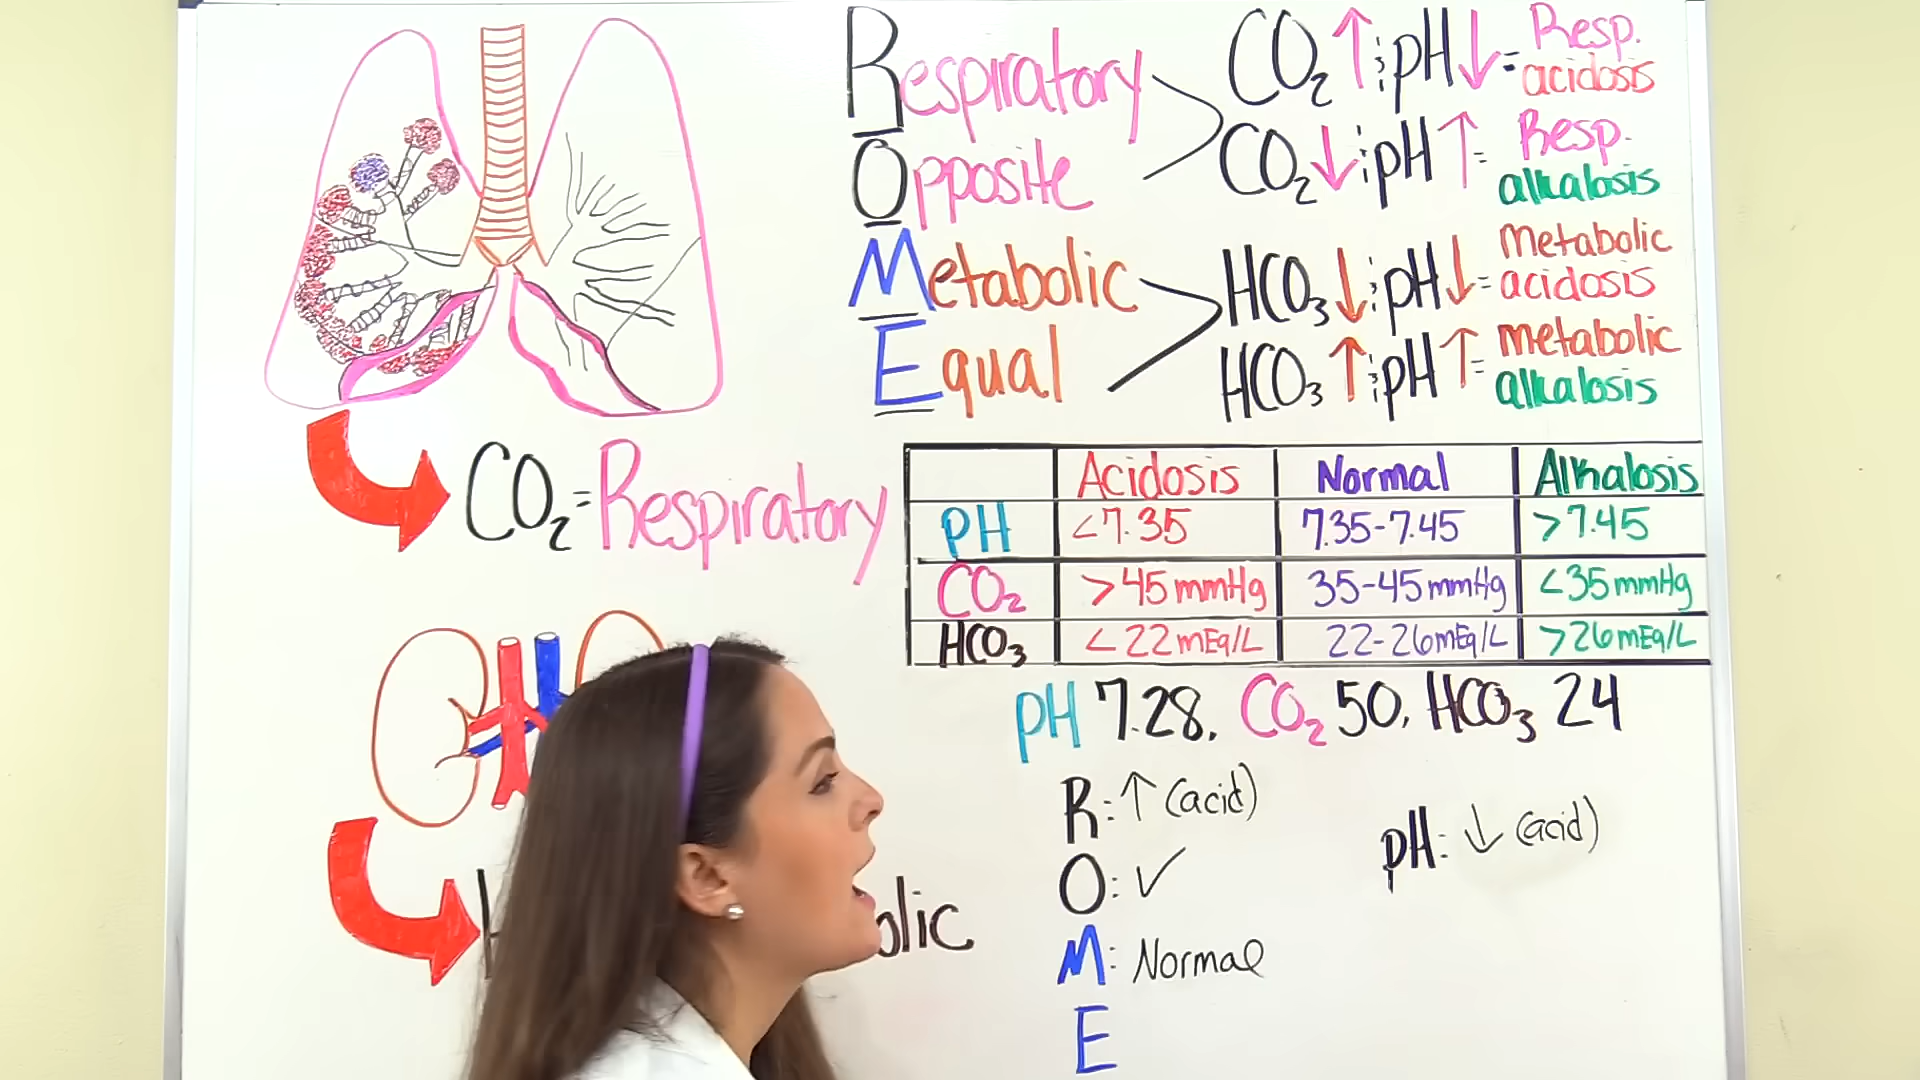 Respiratory
Opposite
Metabolic
Equal
CO₂ ↑ ; pH ↓ = Resp. acidosis
CO₂ ↓ ; pH ↑ = Resp. alkalosis
HCO₃ ↓ ; pH ↓ = Metabolic acidosis
HCO₃ ↑ ; pH ↑ = metabolic alkalosis
CO₂ = Respiratory
Acidosis Normal Alkalosis
PH <7.35 7.35-7.45 >7.45
CO₂ >45 mmHg 35-45 mmHg <35 mmHg
HCO₃ <22 mEq/L 22-26 mEq/L >26 mEq/L
pH 7.28, CO₂ 50, HCO₃ 24
R: ↑ (acid)
pH: ↓ (acid)
O: ✓
M: Normal
E
olic